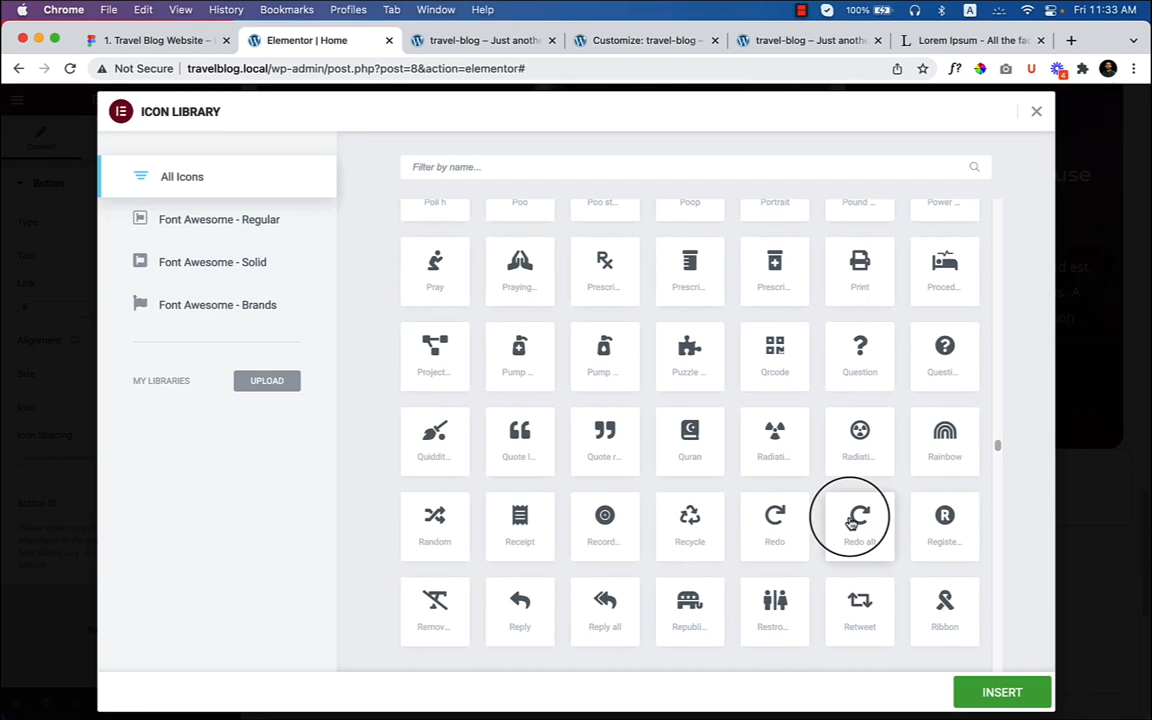 Chrome File Edit View History Bookmarks Profiles Tab Window Help 100% A Fri 11:33 AM
1. Travel Blog Website – Elementor | Home travel-blog – Just anoth Customize: travel-blog – travel-blog – Just anoth Lorem Ipsum - All the fac
Not Secure travelblog.local/wp-admin/post.php?post=8&action=elementor#
ICON LIBRARY
All Icons
Font Awesome - Regular
Font Awesome - Solid
Font Awesome - Brands
MY LIBRARIES UPLOAD
Filter by name...
Poll h Poo Poo st... Poop Portrait Pound ... Power ...
Pray Praying... Prescri... Prescri... Prescri... Print Proced...
Project... Pump ... Pump ... Puzzle ... Qrcode Question Questi...
Quiddit... Quote l... Quote r... Quran Radiati... Radiati... Rainbow
Random Receipt Record... Recycle Redo Redo alt Registe...
Remov... Reply Reply all Republi... Restro... Retweet Ribbon
INSERT
Content
Button
Type
Text
Link
#
Alignment
Size
Icon
Icon Spacing
Button ID